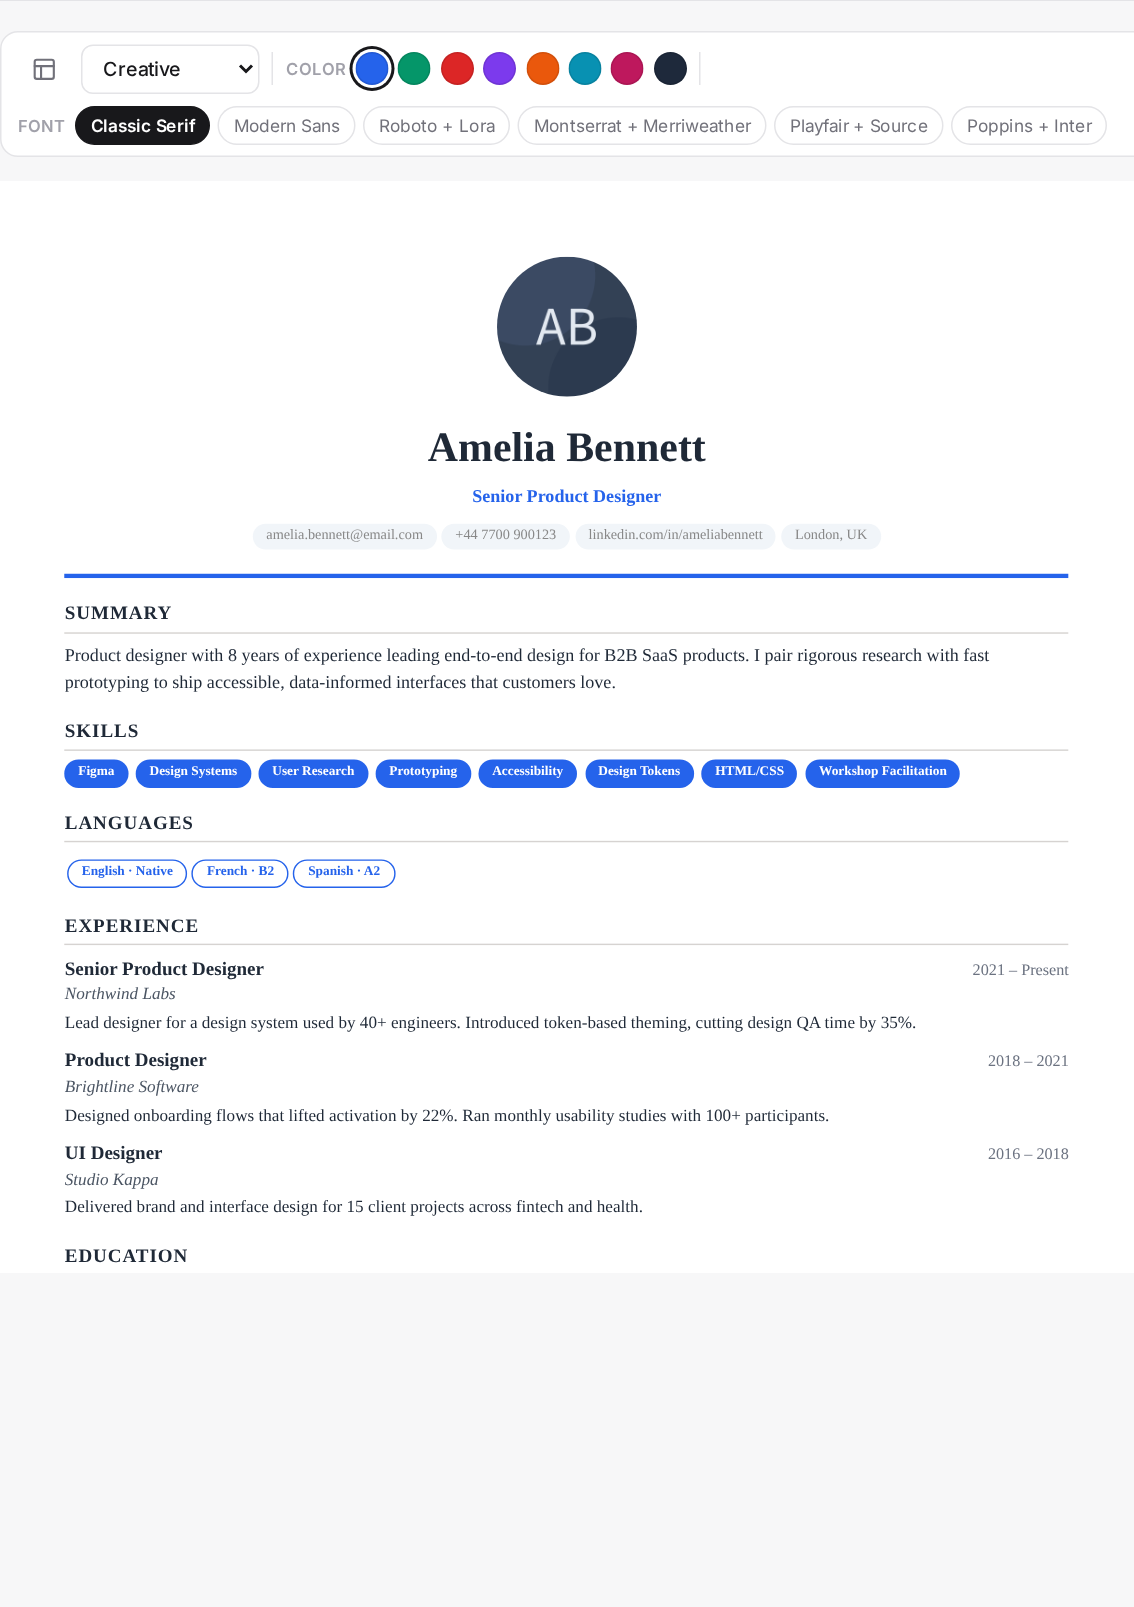 Creative
COLOR
FONT Classic Serif Modern Sans Roboto + Lora Montserrat + Merriweather Playfair + Source Poppins + Inter
AB
Amelia Bennett
Senior Product Designer
amelia.bennett@email.com +44 7700 900123 linkedin.com/in/ameliabennett London, UK
SUMMARY
Product designer with 8 years of experience leading end-to-end design for B2B SaaS products. I pair rigorous research with fast
prototyping to ship accessible, data-informed interfaces that customers love.
SKILLS
Figma Design Systems User Research Prototyping Accessibility Design Tokens HTML/CSS Workshop Facilitation
LANGUAGES
English · Native French · B2 Spanish · A2
EXPERIENCE
Senior Product Designer 2021 – Present
Northwind Labs
Lead designer for a design system used by 40+ engineers. Introduced token-based theming, cutting design QA time by 35%.
Product Designer 2018 – 2021
Brightline Software
Designed onboarding flows that lifted activation by 22%. Ran monthly usability studies with 100+ participants.
UI Designer 2016 – 2018
Studio Kappa
Delivered brand and interface design for 15 client projects across fintech and health.
EDUCATION